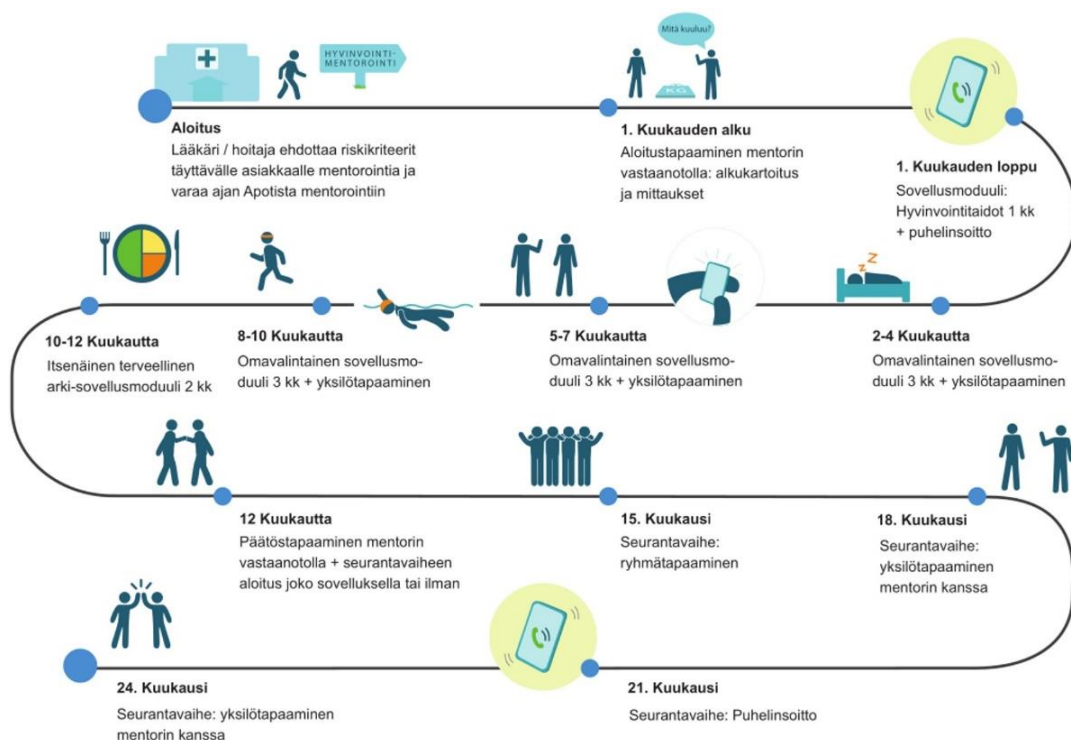 HYVINVOINTI-
MENTOROINTI
Mitä kuuluu?
KG
Aloitus
Lääkäri / hoitaja ehdottaa riskikriteerit
täyttävälle asiakkaalle mentorointia ja
varaa ajan Apotista mentorointiin
1. Kuukauden alku
Aloitustapaaminen mentorin
vastaanotolla: alkukartoitus
ja mittaukset
1. Kuukauden loppu
Sovellusmoduuli:
Hyvinvointitaidot 1 kk
+ puhelinsoitto
z
z
Z
10-12 Kuukautta
Itsenäinen terveellinen
arki-sovellusmoduuli 2 kk
8-10 Kuukautta
Omavalintainen sovellusmo-
duuli 3 kk + yksilötapaaminen
5-7 Kuukautta
Omavalintainen sovellusmo-
duuli 3 kk + yksilötapaaminen
2-4 Kuukautta
Omavalintainen sovellusmo-
duuli 3 kk + yksilötapaaminen
12 Kuukautta
Päätöstapaaminen mentorin
vastaanotolla + seurantavaiheen
aloitus joko sovelluksella tai ilman
15. Kuukausi
Seurantavaihe:
ryhmätapaaminen
18. Kuukausi
Seurantavaihe:
yksilötapaaminen
mentorin kanssa
24. Kuukausi
Seurantavaihe: yksilötapaaminen
mentorin kanssa
21. Kuukausi
Seurantavaihe: Puhelinsoitto